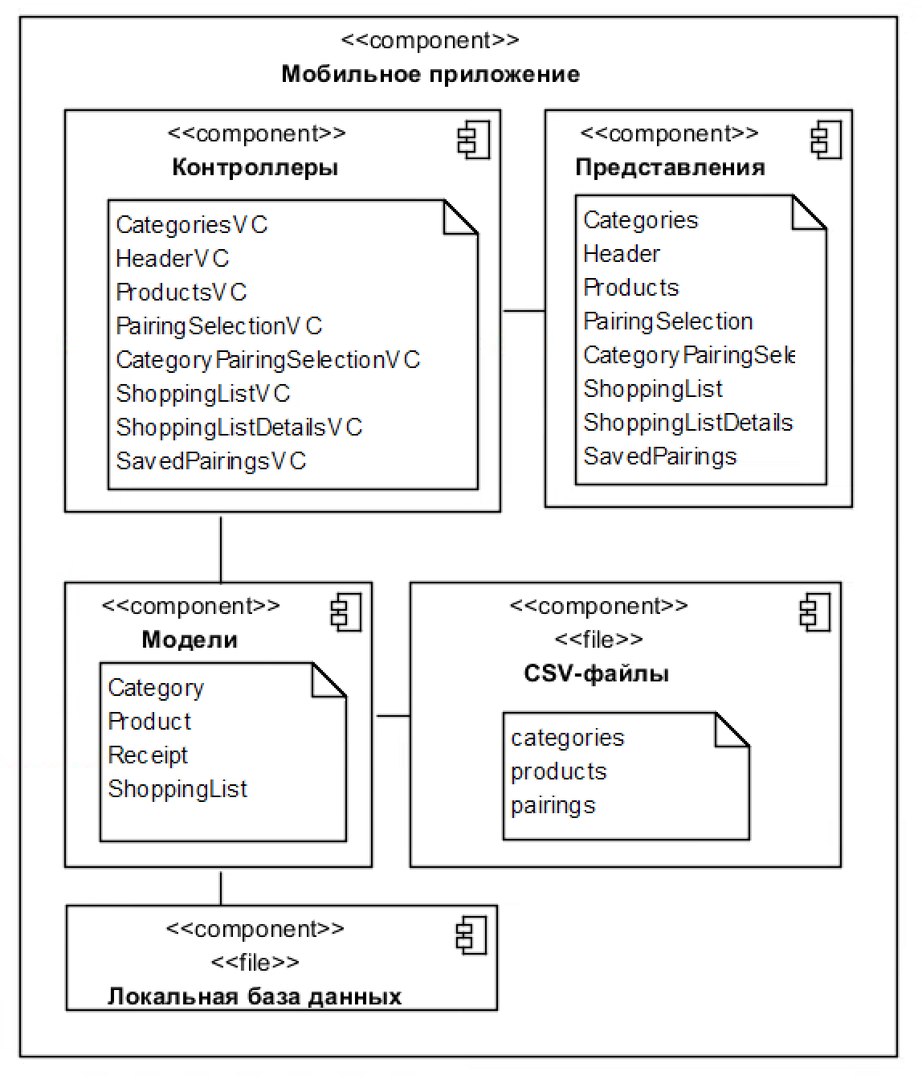 <<component>>
Мобильное приложение
<<component>>
Контроллеры
CategoriesVC
HeaderVC
ProductsVC
PairingSelectionVC
CategoryPairingSelectionVC
ShoppingListVC
ShoppingListDetailsVC
SavedPairingsVC
<<component>>
Представления
Categories
Header
Products
PairingSelection
CategoryPairingSele
ShoppingList
ShoppingListDetails
SavedPairings
<<component>>
Модели
Category
Product
Receipt
ShoppingList
<<component>>
<<file>>
CSV-файлы
categories
products
pairings
<<component>>
<<file>>
Локальная база данных